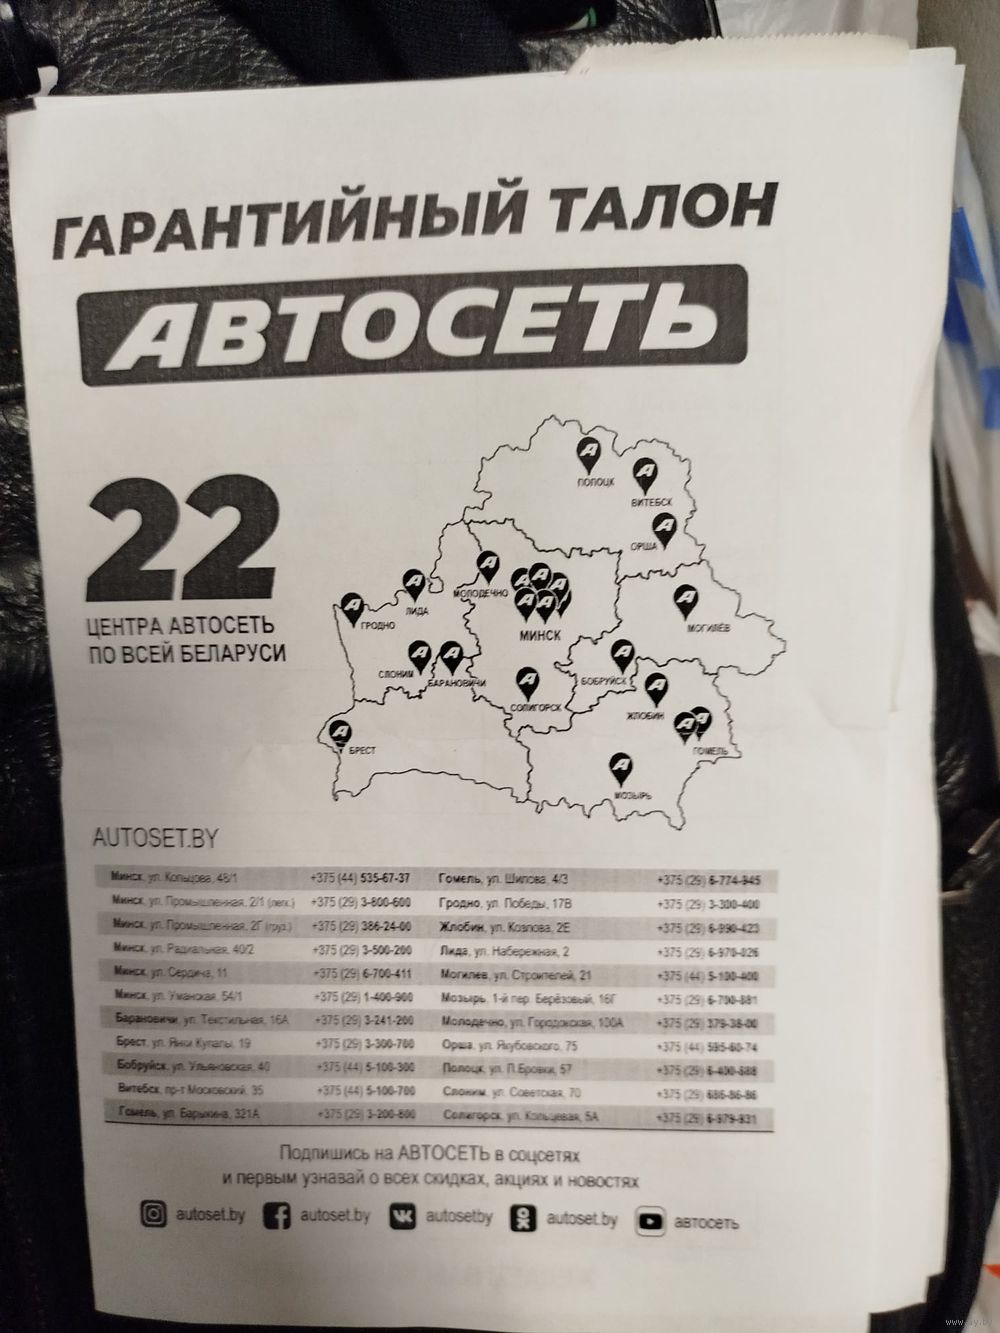 ГАРАНТИЙНЫЙ ТАЛОН
АВТОСЕТЬ
22
ЦЕНТРА АВТОСЕТЬ
ПО ВСЕЙ БЕЛАРУСИ
ПОЛОЦК
ВИТЕБСК
ОРША
МОЛОДЕЧНО
ЛИДА
ГРОДНО
МИНСК
МОГИЛЁВ
СЛОНИМ
БАРАНОВИЧИ
БОБРУЙСК
СОЛИГОРСК
ЖЛОБИН
БРЕСТ
ГОМЕЛЬ
МОЗЫРЬ
AUTOSET.BY
Минск, ул. Кольцова, 48/1 +375 (44) 535-67-37 Гомель, ул. Шилова, 4/3 +375 (29) 6-774-945
Минск, ул. Промышленная, 2/1 (легк.) +375 (29) 3-800-600 Гродно, ул. Победы, 17В +375 (29) 3-300-400
Минск, ул. Промышленная, 2Г (груз.) +375 (29) 386-24-00 Жлобин, ул. Козлова, 2Е +375 (29) 6-990-423
Минск, ул. Радиальная, 40/2 +375 (29) 3-500-200 Лида, ул. Набережная, 2 +375 (29) 6-970-026
Минск, ул. Сердича, 11 +375 (29) 6-700-411 Могилев, ул. Строителей, 21 +375 (44) 5-100-400
Минск, ул. Уманская, 54/1 +375 (29) 1-400-900 Мозырь, 1-й пер. Берёзовый, 16Г +375 (29) 6-700-881
Барановичи, ул. Текстильная, 16А +375 (29) 3-241-200 Молодечно, ул. Городокская, 100А +375 (29) 379-38-00
Брест, ул. Янки Купалы, 19 +375 (29) 3-300-700 Орша, ул. Якубовского, 75 +375 (44) 595-60-74
Бобруйск, ул. Ульяновская, 40 +375 (44) 5-100-300 Полоцк, ул. П.Бровки, 57 +375 (29) 6-400-888
Витебск, пр-т Московский, 35 +375 (44) 5-100-700 Слоним, ул. Советская, 70 +375 (29) 686-86-86
Гомель, ул. Барыкина, 321А +375 (29) 3-200-800 Солигорск, ул. Кольцевая, 5А +375 (29) 6-979-931
Подпишись на АВТОСЕТЬ в соцсетях
и первым узнавай о всех скидках, акциях и новостях
autoset.by autoset.by autosetby autoset.by автосеть